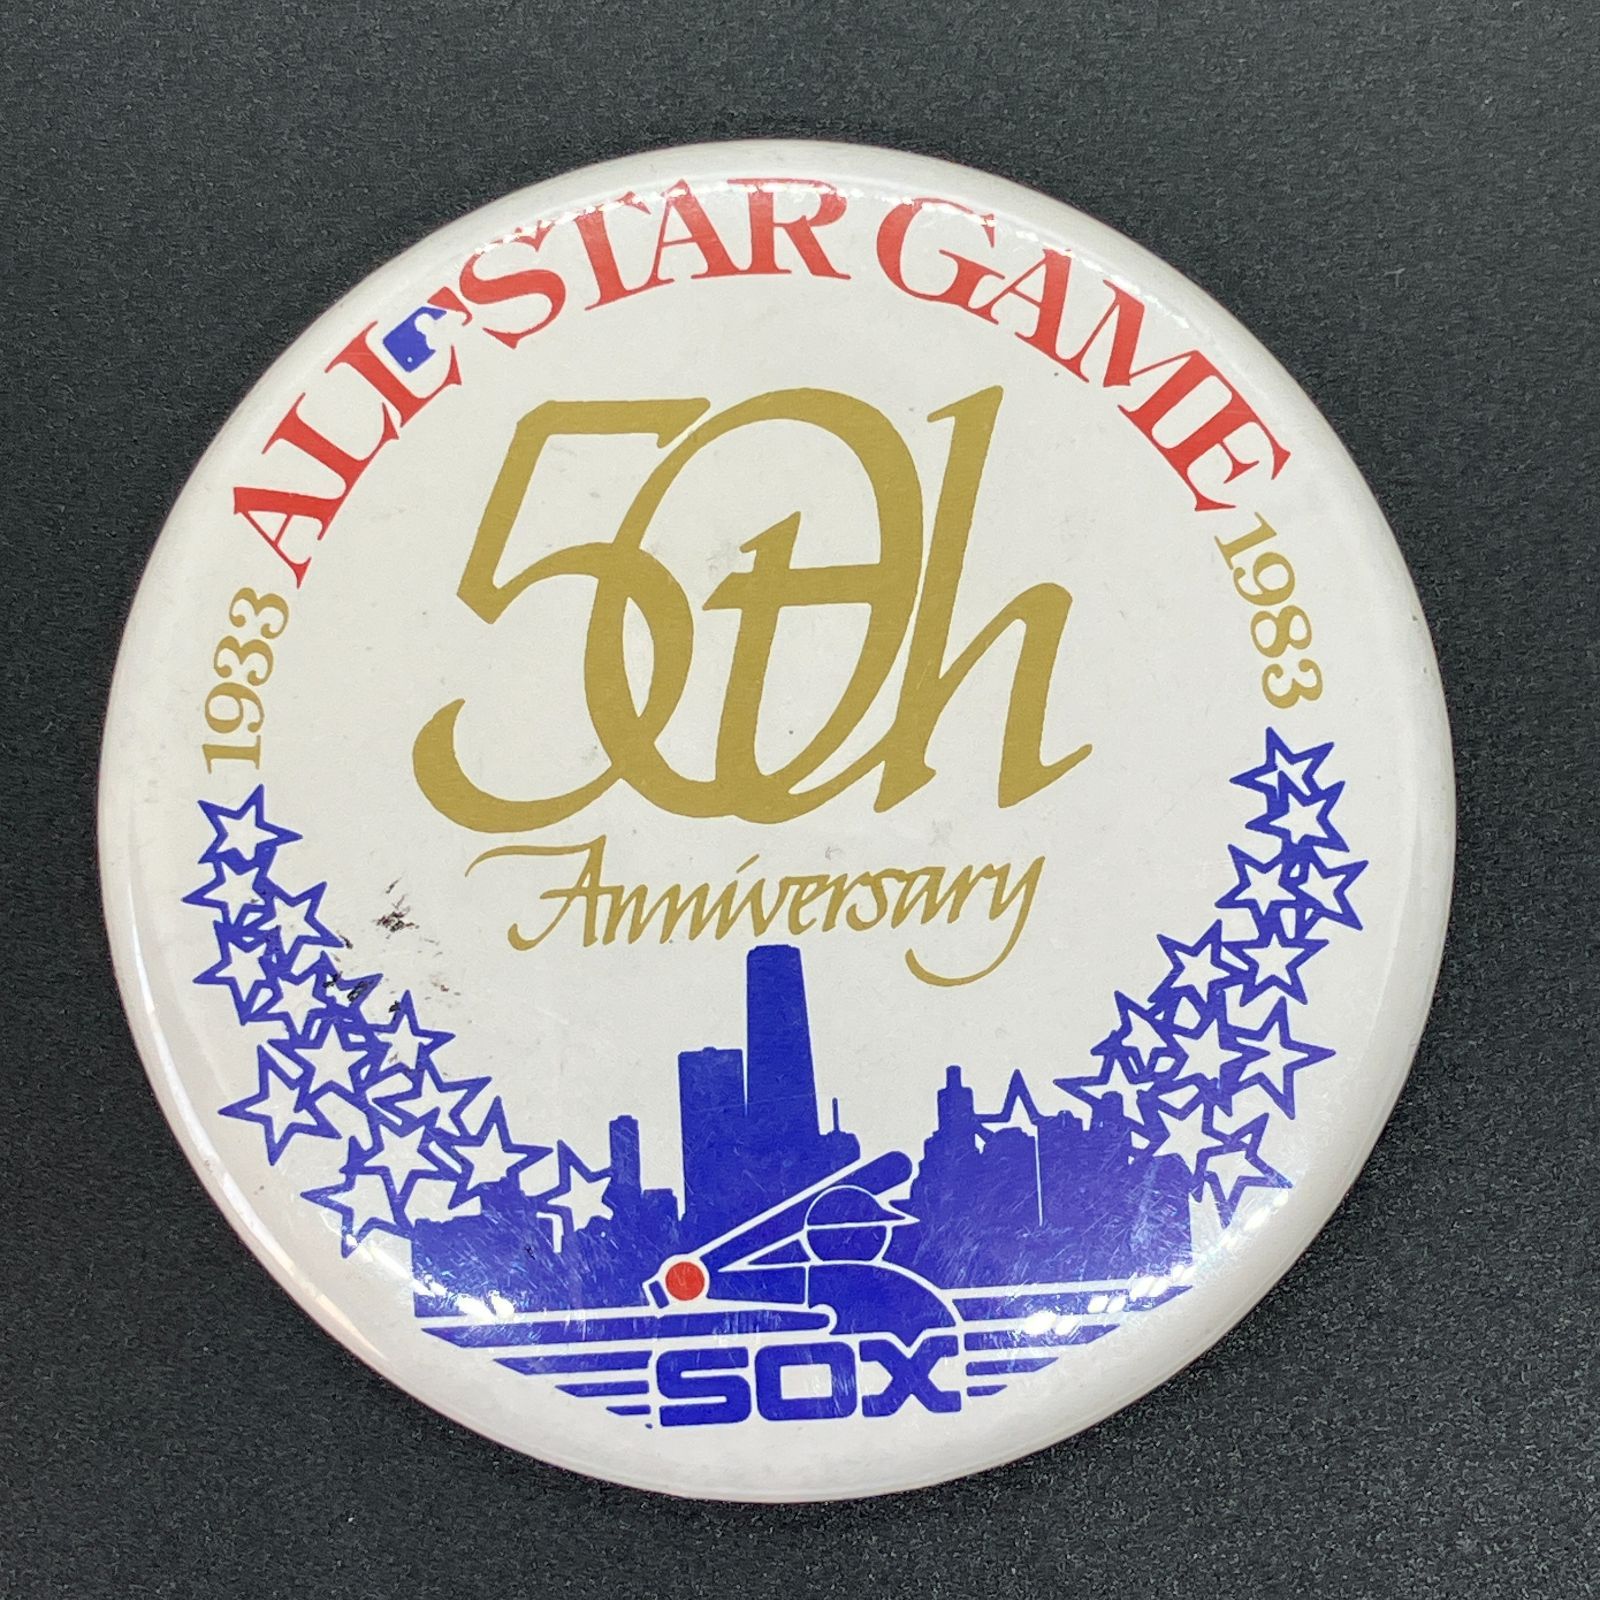 ALL STAR GAME
1933
1983
50th
Anniversary
SOX